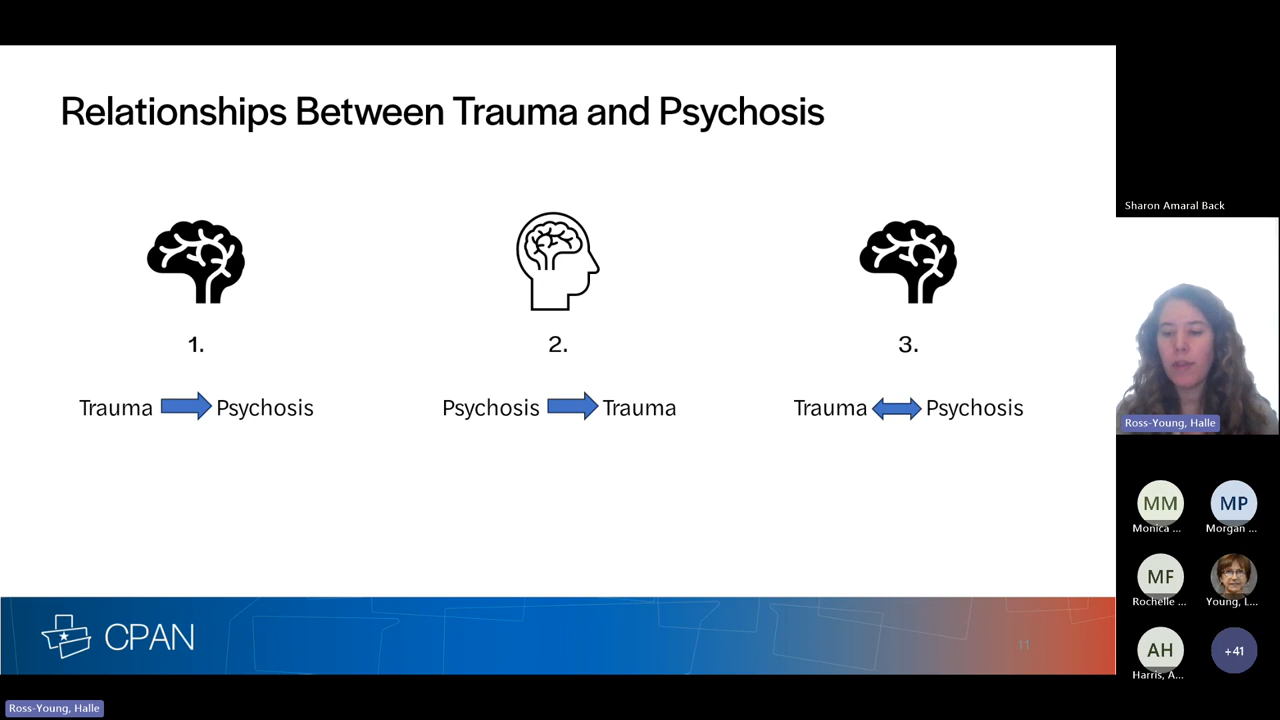 Relationships Between Trauma and Psychosis
1.
2.
3.
Trauma Psychosis
Psychosis Trauma
Trauma Psychosis
CPAN
11
Sharon Amaral Back
Ross-Young, Halle
MM
Monica ...
MP
Morgan ...
MF
Rochelle ...
Young, L...
AH
Harris, A...
+41
Ross-Young, Halle